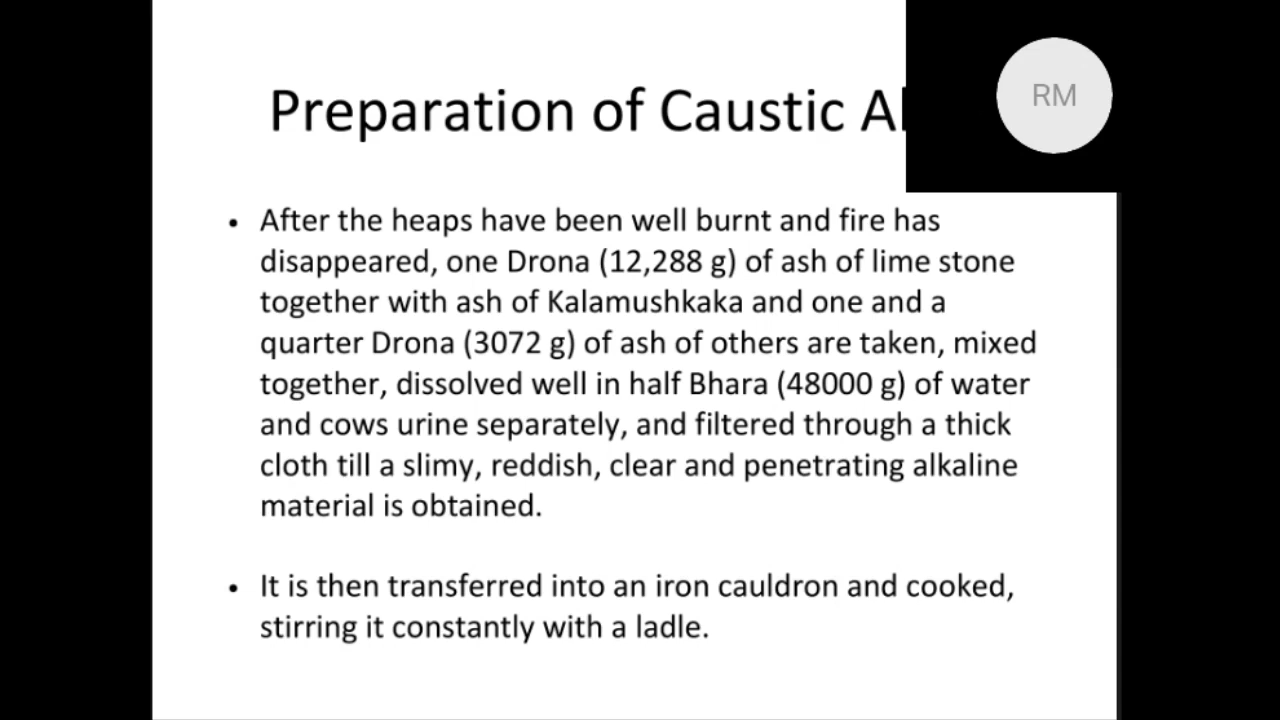 Preparation of Caustic Al
RM
• After the heaps have been well burnt and fire has
disappeared, one Drona (12,288 g) of ash of lime stone
together with ash of Kalamushkaka and one and a
quarter Drona (3072 g) of ash of others are taken, mixed
together, dissolved well in half Bhara (48000 g) of water
and cows urine separately, and filtered through a thick
cloth till a slimy, reddish, clear and penetrating alkaline
material is obtained.
• It is then transferred into an iron cauldron and cooked,
stirring it constantly with a ladle.